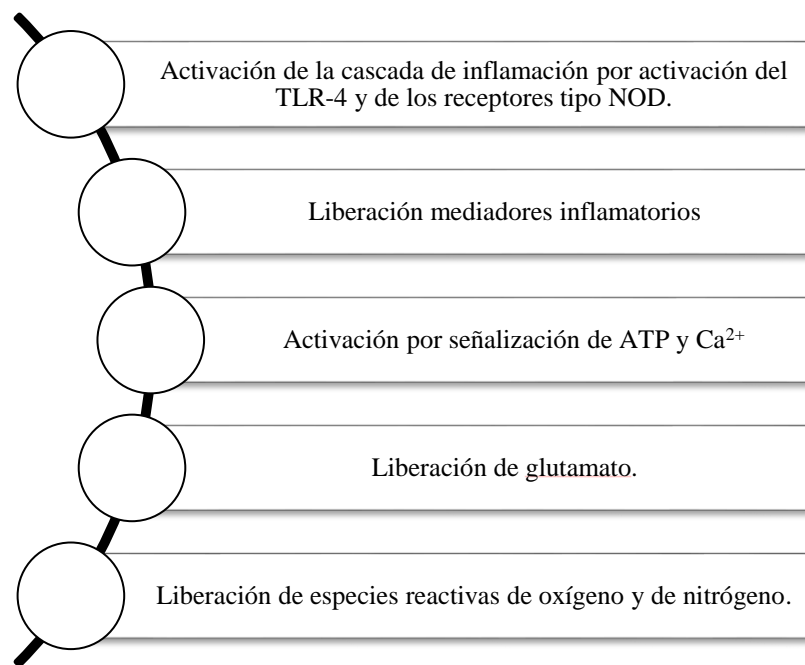 Activación de la cascada de inflamación por activación del
TLR-4 y de los receptores tipo NOD.
Liberación mediadores inflamatorios
Activación por señalización de ATP y Ca²⁺
Liberación de glutamato.
Liberación de especies reactivas de oxígeno y de nitrógeno.